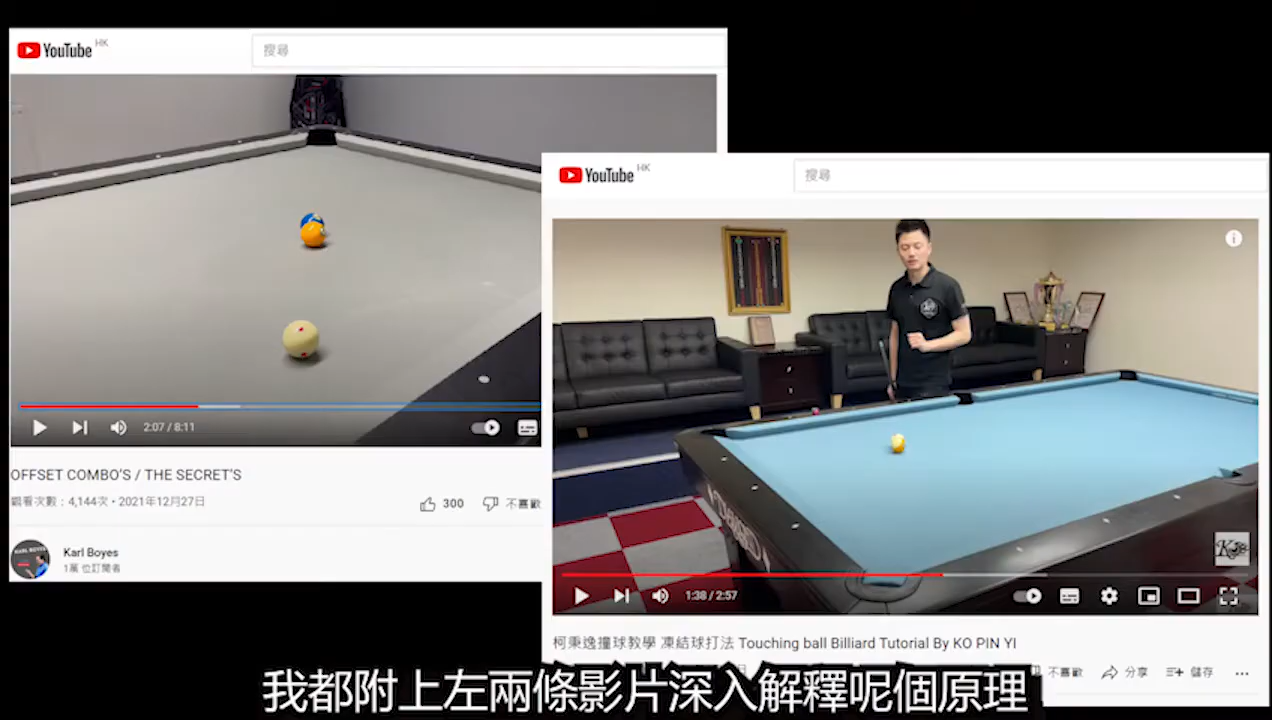 YouTube HK
搜尋
2:07 / 8:11
OFFSET COMBO'S / THE SECRET'S
觀看次數：4,144次 • 2021年12月27日
300
不喜歡
KARL BOYES
Karl Boyes
1萬 位訂閱者
YouTube HK
搜尋
1:38 / 2:57
柯秉逸撞球教學 凍結球打法 Touching ball Billiard Tutorial By KO PIN YI
不喜歡
分享
儲存
我都附上左兩條影片深入解釋呢個原理